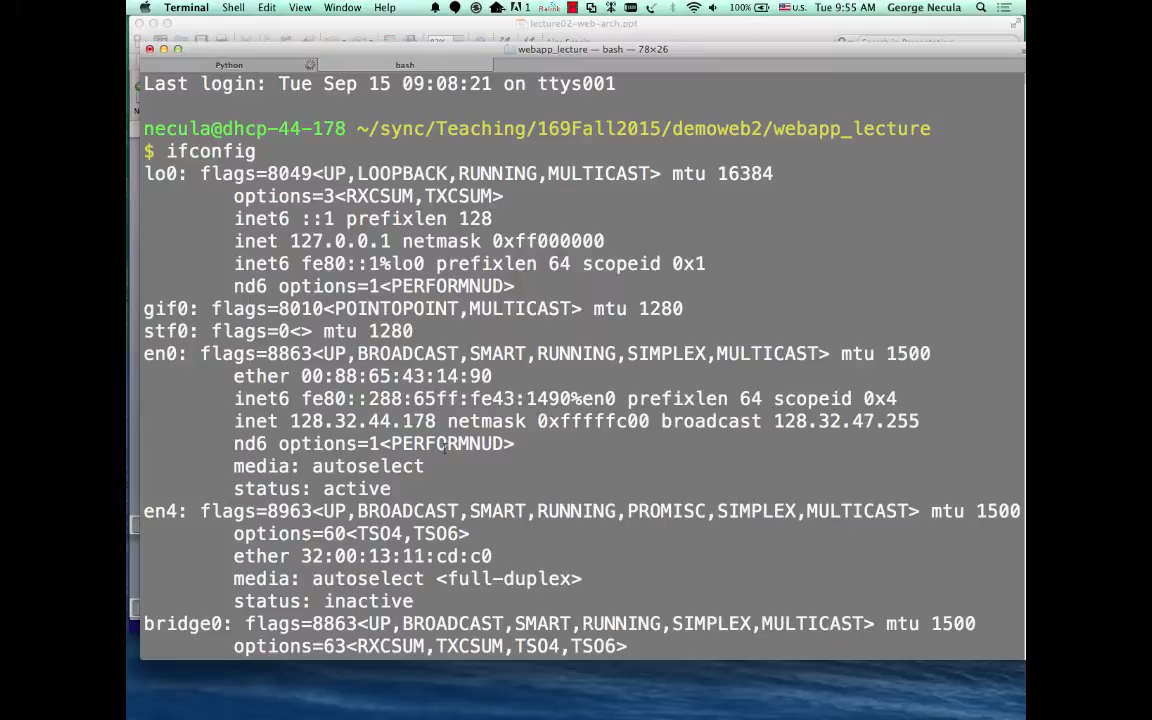 Terminal Shell Edit View Window Help 1 100% U.S. Tue 9:55 AM George Necula
lecture02-web-arch.ppt
webapp_lecture — bash — 78×26
Python bash
Last login: Tue Sep 15 09:08:21 on ttys001
necula@dhcp-44-178 ~/sync/Teaching/169Fall2015/demoweb2/webapp_lecture
$ ifconfig
lo0: flags=8049<UP,LOOPBACK,RUNNING,MULTICAST> mtu 16384
options=3<RXCSUM,TXCSUM>
inet6 ::1 prefixlen 128
inet 127.0.0.1 netmask 0xff000000
inet6 fe80::1%lo0 prefixlen 64 scopeid 0x1
nd6 options=1<PERFORMNUD>
gif0: flags=8010<POINTOPOINT,MULTICAST> mtu 1280
stf0: flags=0<> mtu 1280
en0: flags=8863<UP,BROADCAST,SMART,RUNNING,SIMPLEX,MULTICAST> mtu 1500
ether 00:88:65:43:14:90
inet6 fe80::288:65ff:fe43:1490%en0 prefixlen 64 scopeid 0x4
inet 128.32.44.178 netmask 0xfffffc00 broadcast 128.32.47.255
nd6 options=1<PERFORMNUD>
media: autoselect
status: active
en4: flags=8963<UP,BROADCAST,SMART,RUNNING,PROMISC,SIMPLEX,MULTICAST> mtu 1500
options=60<TSO4,TSO6>
ether 32:00:13:11:cd:c0
media: autoselect <full-duplex>
status: inactive
bridge0: flags=8863<UP,BROADCAST,SMART,RUNNING,SIMPLEX,MULTICAST> mtu 1500
options=63<RXCSUM,TXCSUM,TSO4,TSO6>